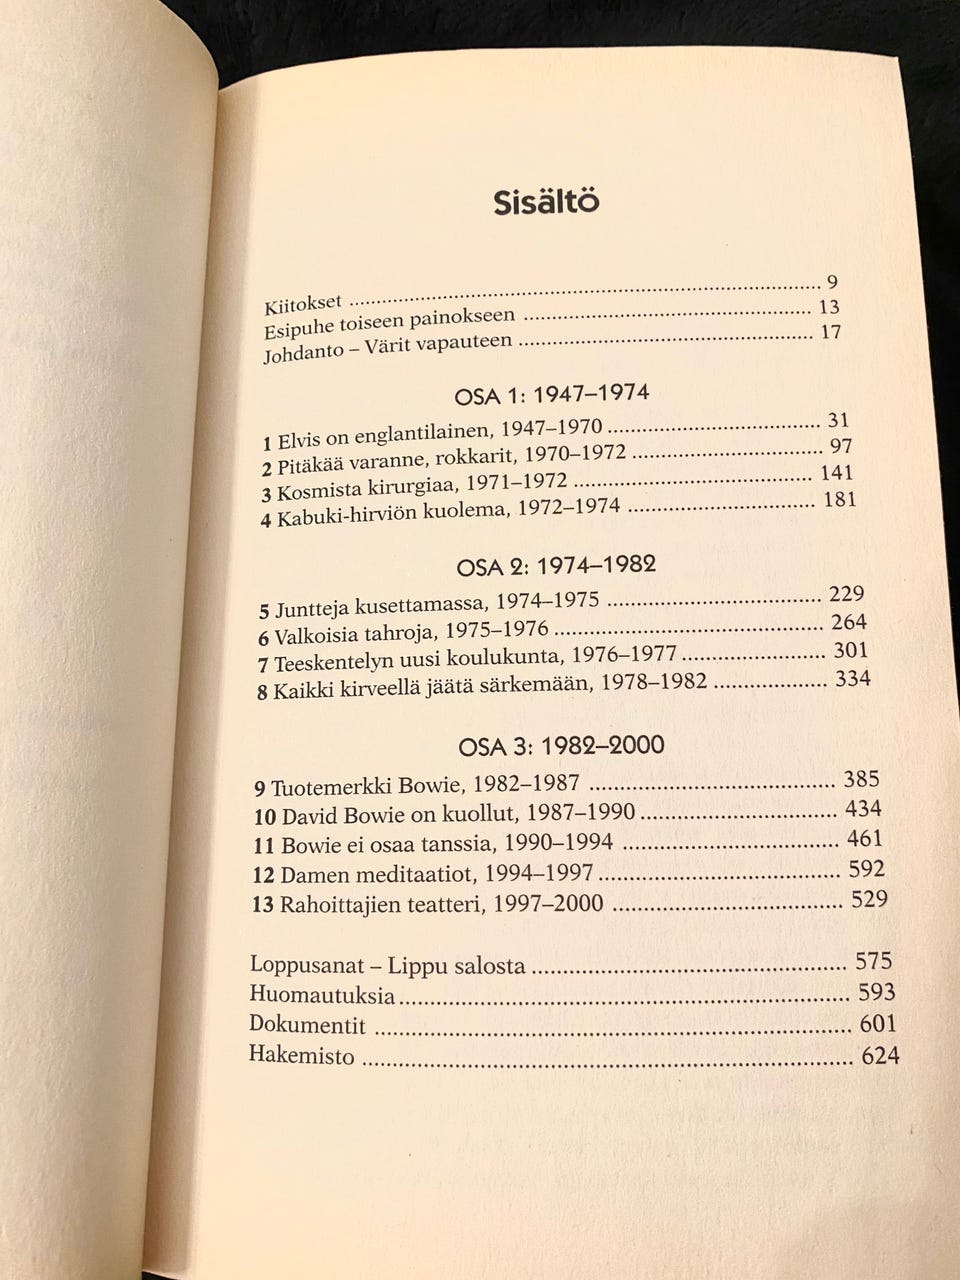 Sisältö
Kiitokset ........ 9
Esipuhe toiseen painokseen ........ 13
Johdanto – Värit vapauteen ........ 17
OSA 1: 1947–1974
1 Elvis on englantilainen, 1947–1970 ........ 31
2 Pitäkää varanne, rokkarit, 1970–1972 ........ 97
3 Kosmista kirurgiaa, 1971–1972 ........ 141
4 Kabuki-hirviön kuolema, 1972–1974 ........ 181
OSA 2: 1974–1982
5 Juntteja kusettamassa, 1974–1975 ........ 229
6 Valkoisia tahroja, 1975–1976 ........ 264
7 Teeskentelyn uusi koulukunta, 1976–1977 ........ 301
8 Kaikki kirveellä jäätä särkemään, 1978–1982 ........ 334
OSA 3: 1982–2000
9 Tuotemerkki Bowie, 1982–1987 ........ 385
10 David Bowie on kuollut, 1987–1990 ........ 434
11 Bowie ei osaa tanssia, 1990–1994 ........ 461
12 Damen meditaatiot, 1994–1997 ........ 592
13 Rahoittajien teatteri, 1997–2000 ........ 529
Loppusanat – Lippu salosta ........ 575
Huomautuksia ........ 593
Dokumentit ........ 601
Hakemisto ........ 624